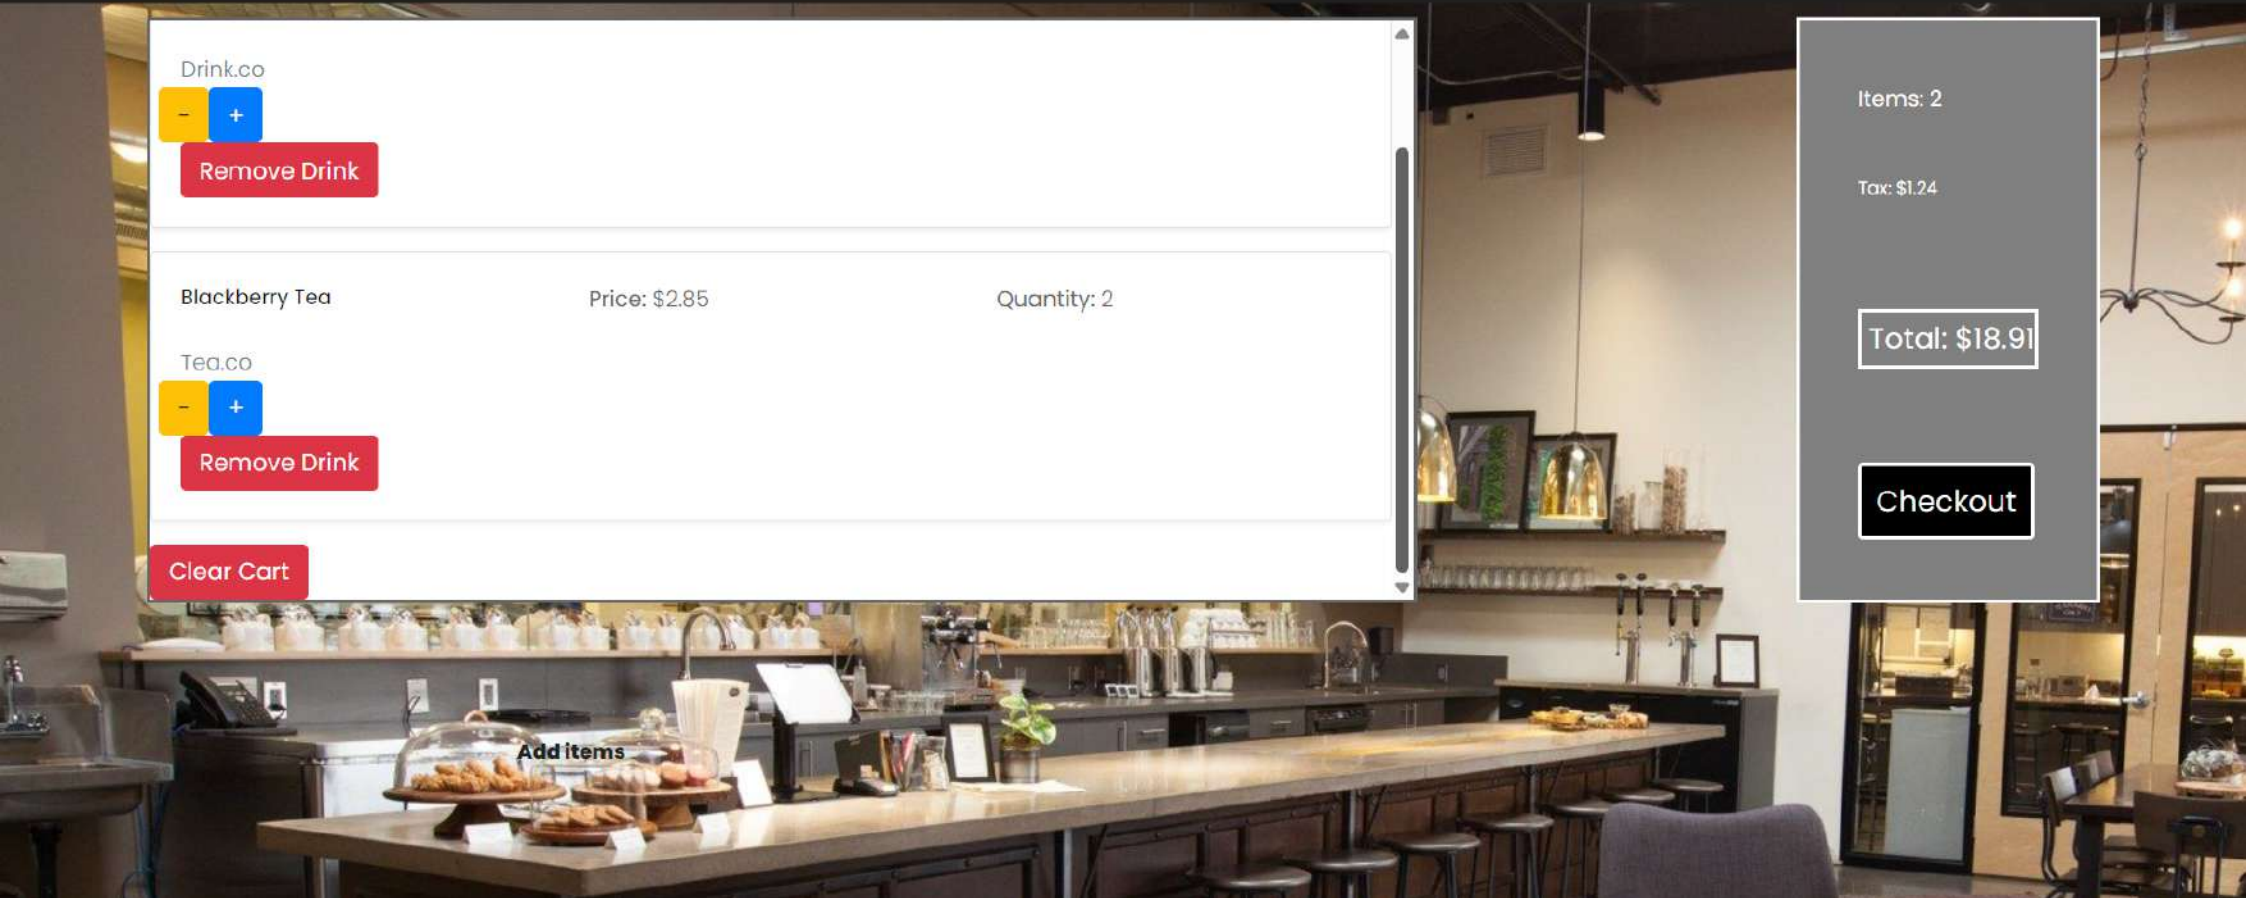 Drink.co
-
+
Remove Drink
Blackberry Tea
Price: $2.85
Quantity: 2
Tea.co
-
+
Remove Drink
Clear Cart
Items: 2
Tax: $1.24
Total: $18.91
Checkout
Add items